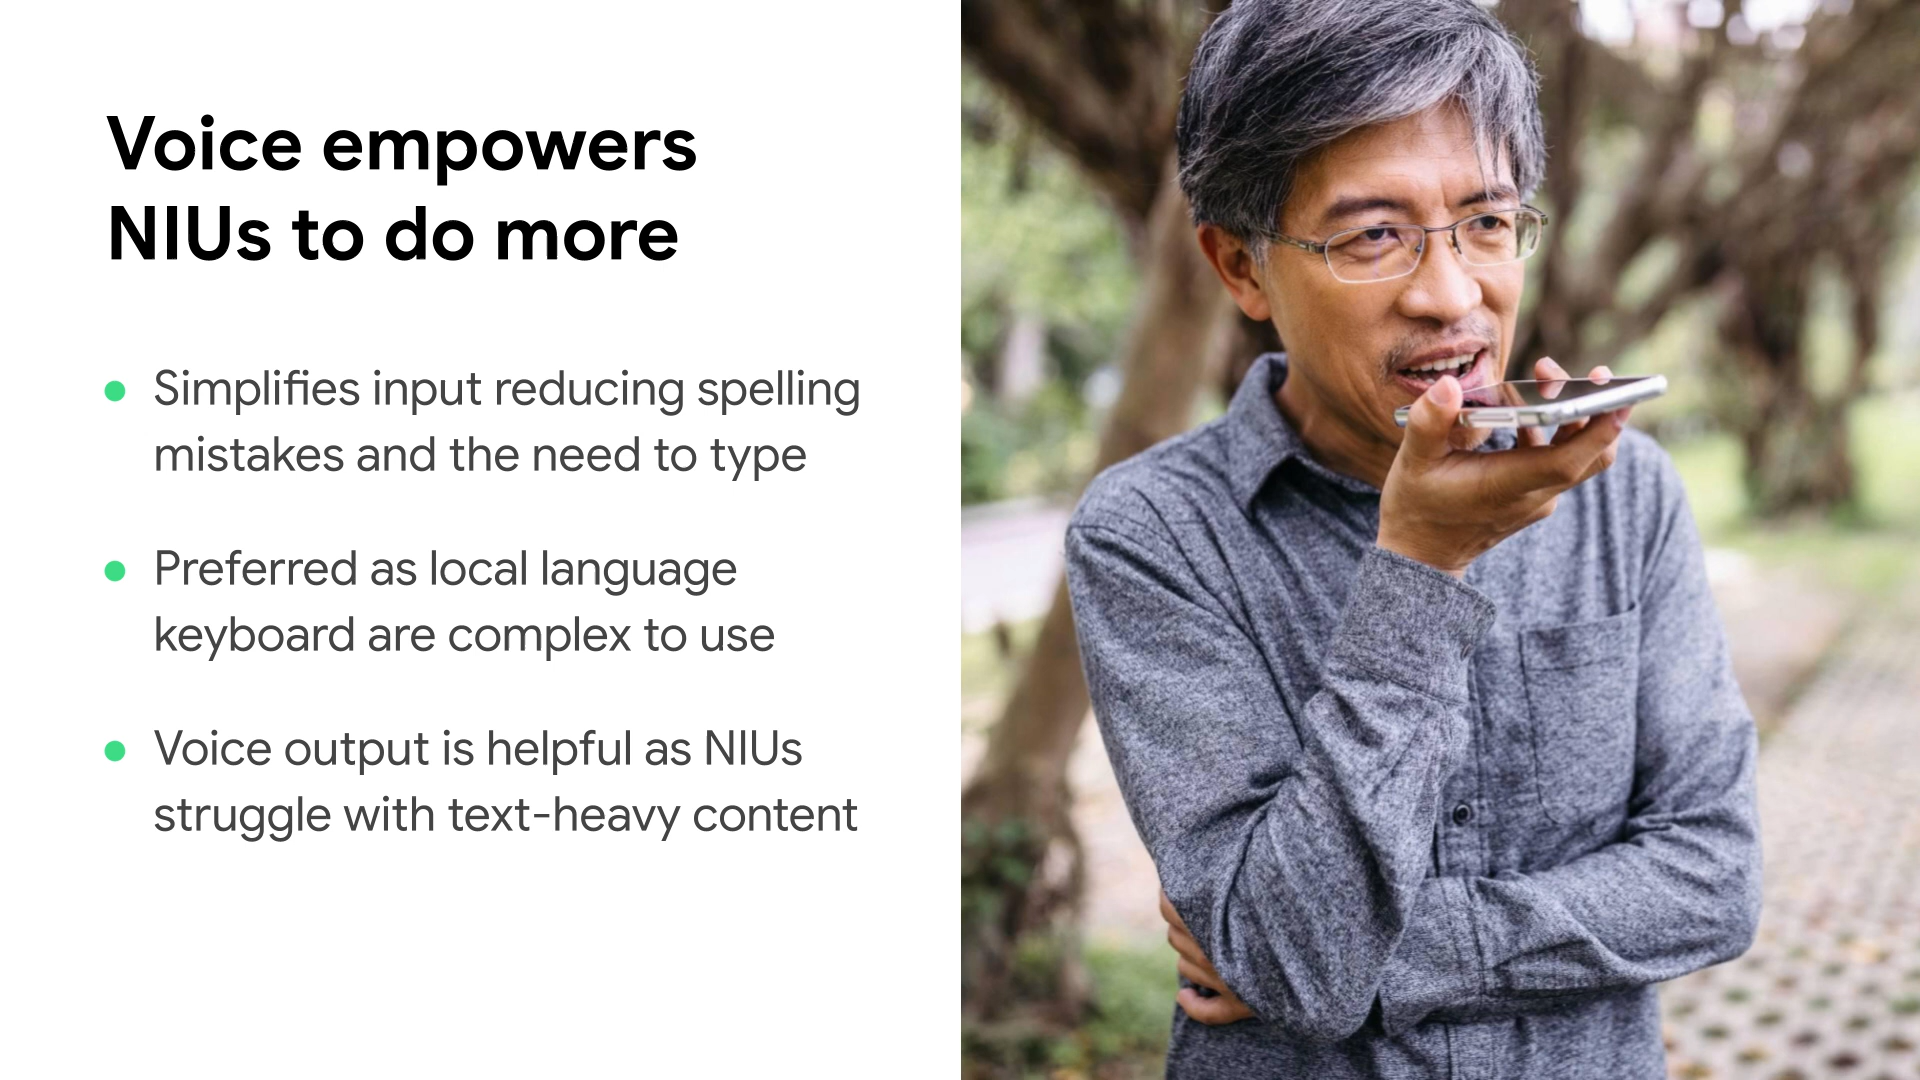 Voice empowers
NIUs to do more
Simplifies input reducing spelling
mistakes and the need to type
Preferred as local language
keyboard are complex to use
Voice output is helpful as NIUs
struggle with text-heavy content